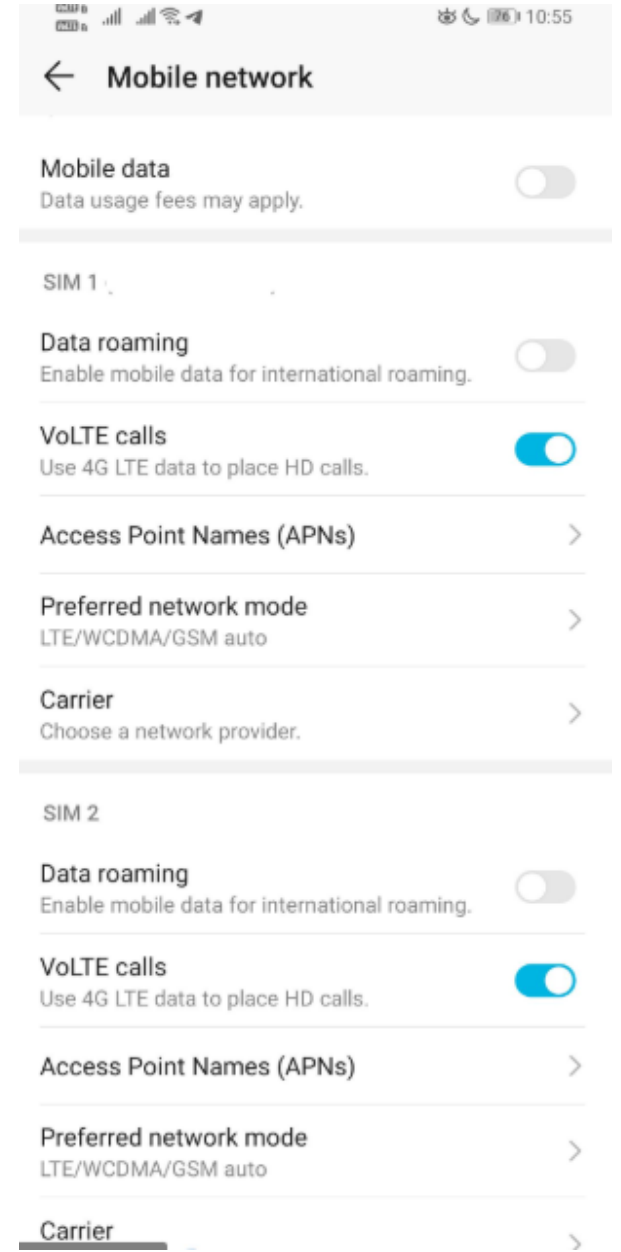 76 10:55
Mobile network
Mobile data
Data usage fees may apply.
SIM 1
Data roaming
Enable mobile data for international roaming.
VoLTE calls
Use 4G LTE data to place HD calls.
Access Point Names (APNs)
Preferred network mode
LTE/WCDMA/GSM auto
Carrier
Choose a network provider.
SIM 2
Data roaming
Enable mobile data for international roaming.
VoLTE calls
Use 4G LTE data to place HD calls.
Access Point Names (APNs)
Preferred network mode
LTE/WCDMA/GSM auto
Carrier